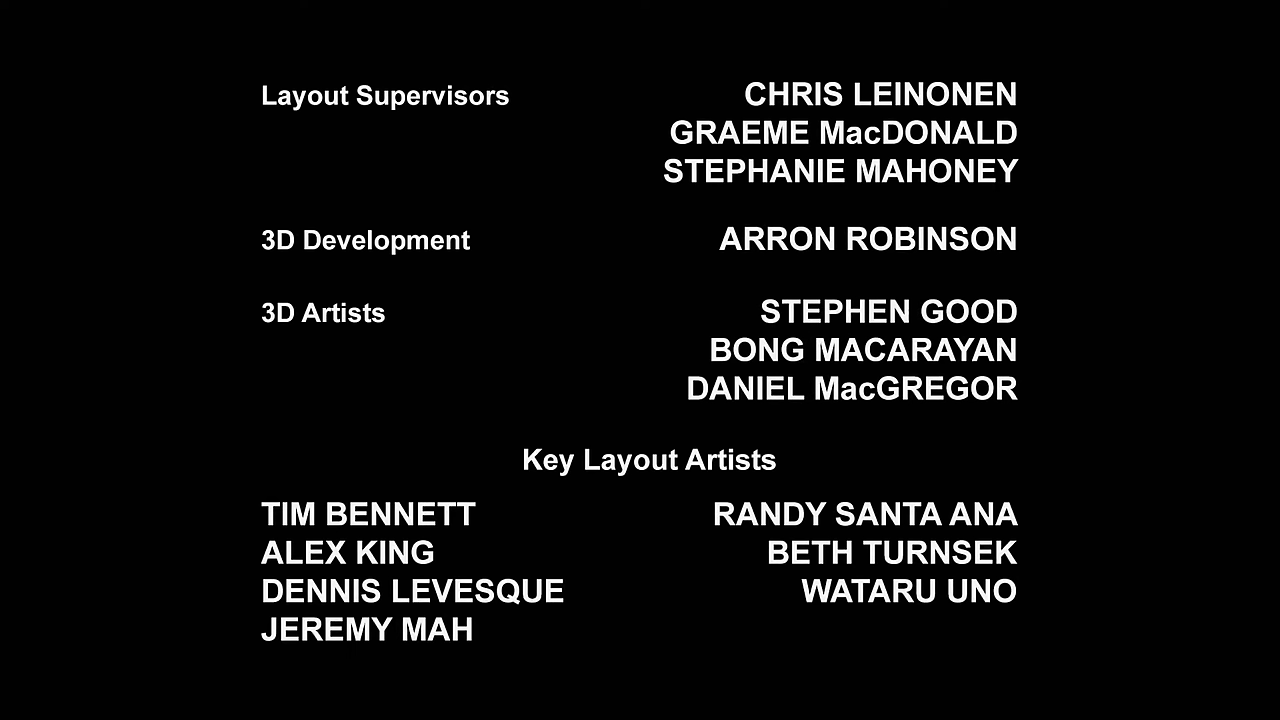 Layout Supervisors CHRIS LEINONEN
GRAEME MacDONALD
STEPHANIE MAHONEY
3D Development ARRON ROBINSON
3D Artists STEPHEN GOOD
BONG MACARAYAN
DANIEL MacGREGOR
Key Layout Artists
TIM BENNETT RANDY SANTA ANA
ALEX KING BETH TURNSEK
DENNIS LEVESQUE WATARU UNO
JEREMY MAH